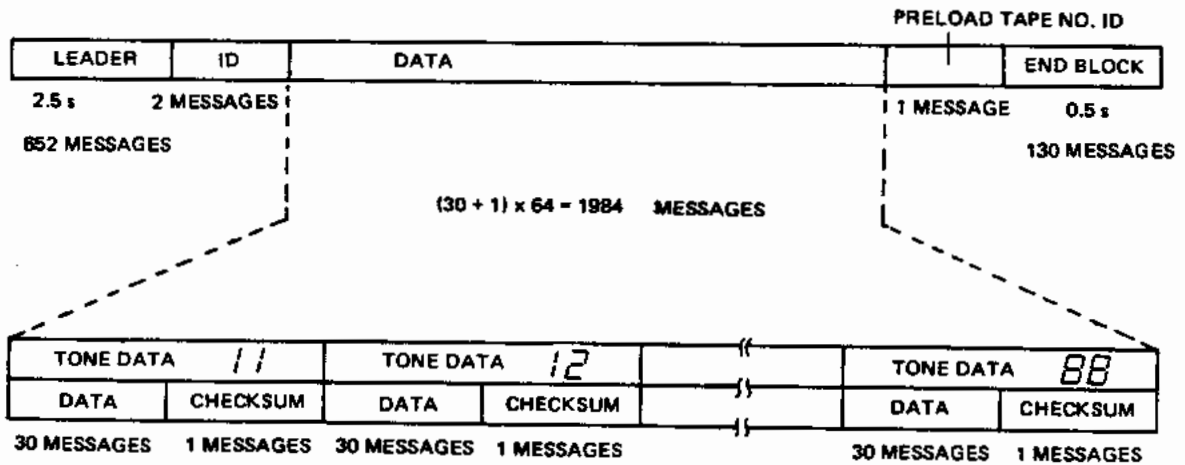 PRELOAD TAPE NO. ID
LEADER ID DATA END BLOCK
2.5 s 2 MESSAGES 1 MESSAGE 0.5 s
652 MESSAGES 130 MESSAGES
(30 + 1) x 64 = 1984 MESSAGES
TONE DATA 11 TONE DATA 12 TONE DATA 88
DATA CHECKSUM DATA CHECKSUM DATA CHECKSUM
30 MESSAGES 1 MESSAGES 30 MESSAGES 1 MESSAGES 30 MESSAGES 1 MESSAGES